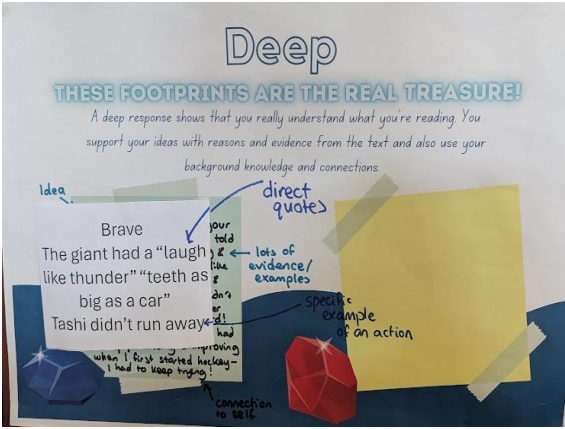 Deep
THESE FOOTPRINTS ARE THE REAL TREASURE!
A deep response shows that you really understand what you're reading. You
support your ideas with reasons and evidence from the text and also use your
background knowledge and connections.
Idea
direct
quotes
Brave
The giant had a "laugh
like thunder" "teeth as
big as a car"
Tashi didn't run away
your
told
&
like
&
had
lots of
evidence/
examples
specific
example
of an action
when I first started hockey-
I had to keep trying!
connection
to self